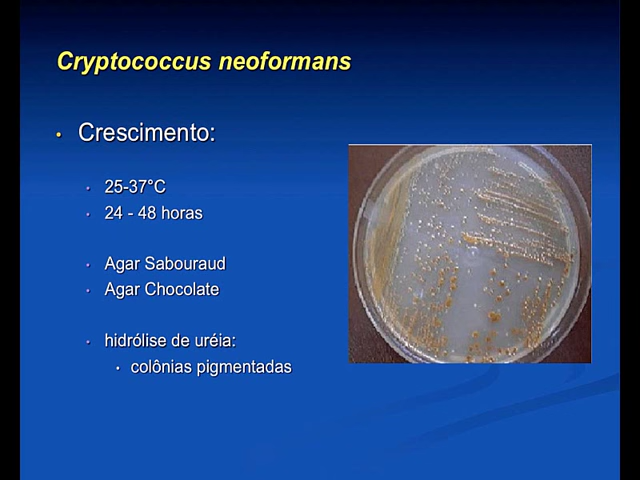 Cryptococcus neoformans
• Crescimento:
• 25-37°C
• 24 - 48 horas
• Agar Sabouraud
• Agar Chocolate
• hidrólise de uréia:
• colônias pigmentadas